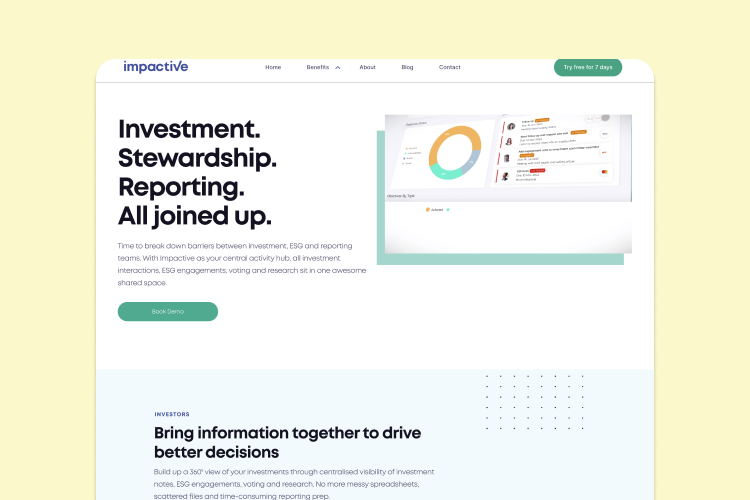 impactive
Home Benefits About Blog Contact
Try free for 7 days
Investment.
Stewardship.
Reporting.
All joined up.
Time to break down barriers between investment, ESG and reporting
teams. With Impactive as your central activity hub, all investment
interactions, ESG engagements, voting and research sit in one awesome
shared space.
Book Demo
Achieved
INVESTORS
Bring information together to drive
better decisions
Build up a 360° view of your investments through centralised visibility of investment
notes, ESG engagements, voting and research. No more messy spreadsheets,
scattered files and time-consuming reporting prep.